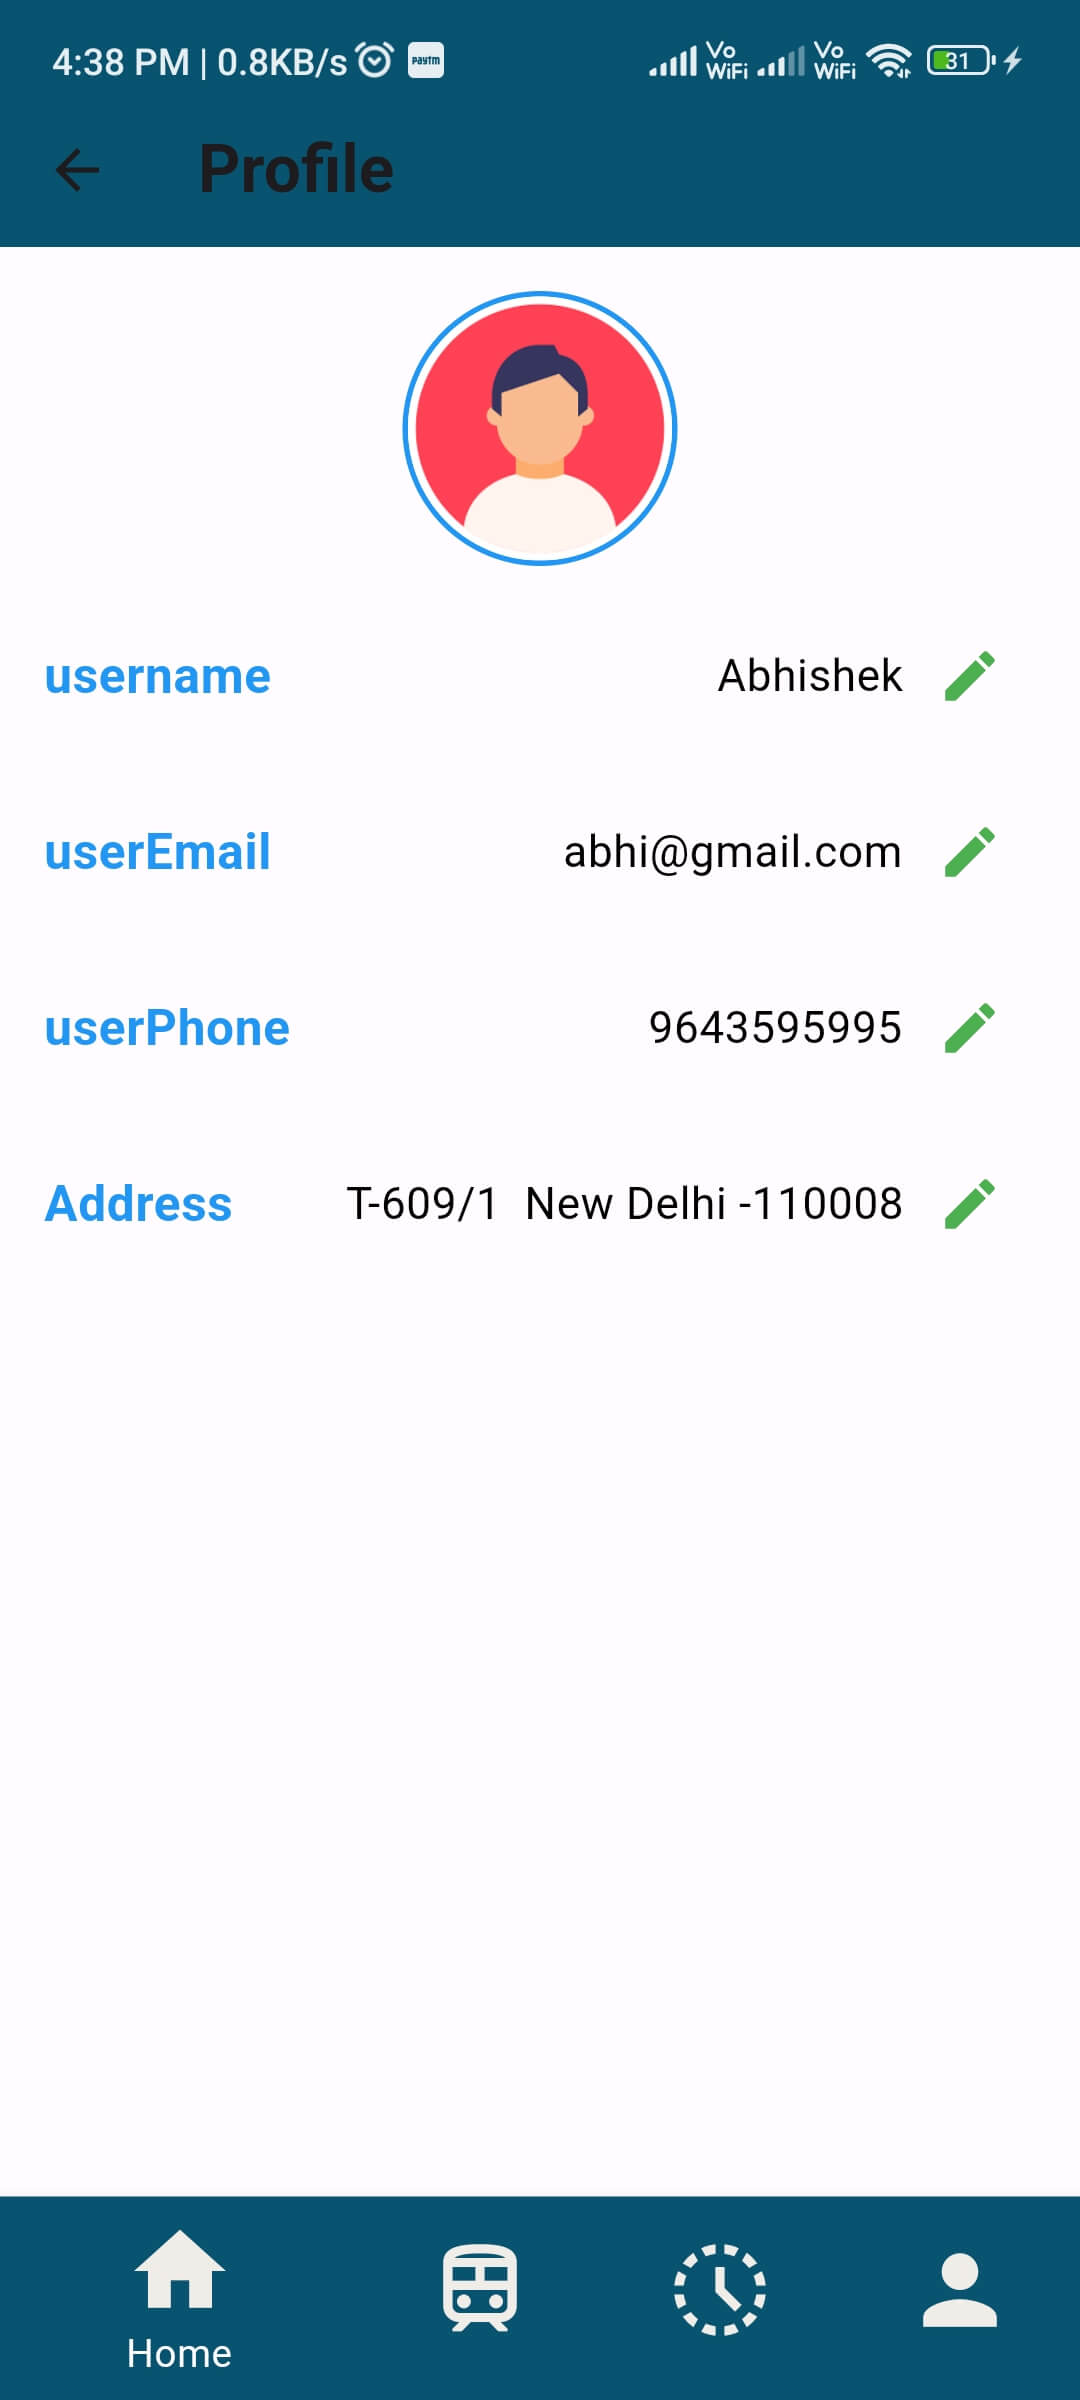 4:38 PM | 0.8KB/s Paytm Vo WiFi Vo WiFi 31
Profile
username Abhishek
userEmail abhi@gmail.com
userPhone 9643595995
Address T-609/1 New Delhi -110008
Home